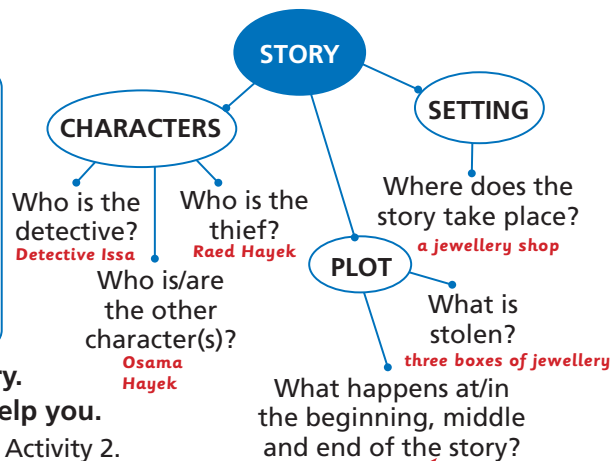 STORY
CHARACTERS
SETTING
Who is the
detective?
Detective Issa
Who is/are
the other
character(s)?
Osama
Hayek
Who is the
thief?
Raed Hayek
Where does the
story take place?
a jewellery shop
PLOT
What is
stolen?
three boxes of jewellery
What happens at/in
the beginning, middle
and end of the story?
ry.
elp you.
Activity 2.